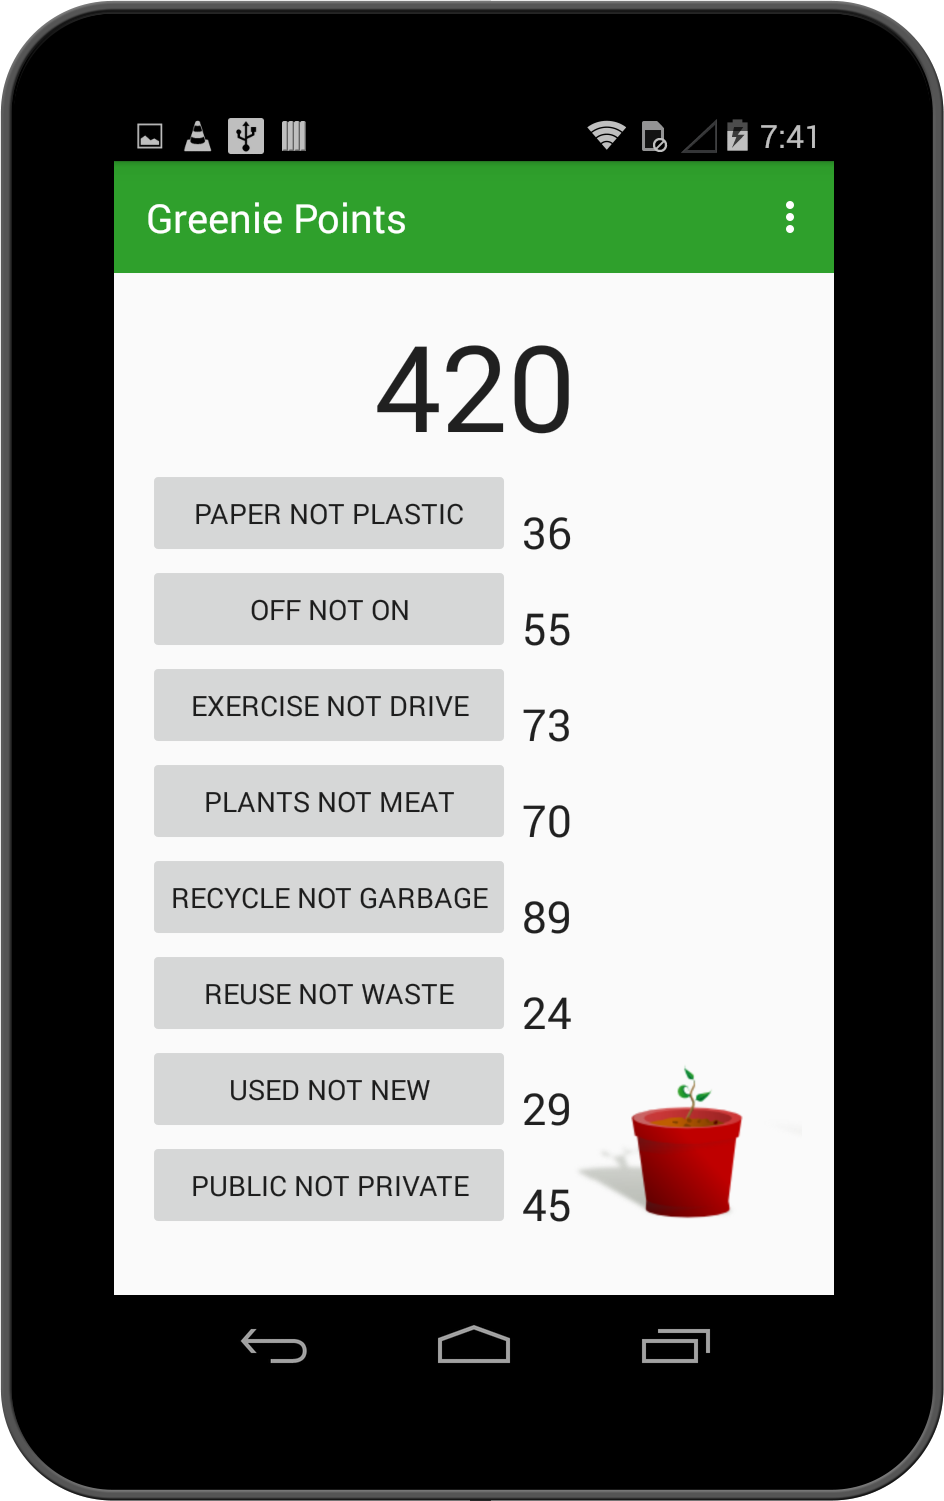 7:41
Greenie Points
420
PAPER NOT PLASTIC 36
OFF NOT ON 55
EXERCISE NOT DRIVE 73
PLANTS NOT MEAT 70
RECYCLE NOT GARBAGE 89
REUSE NOT WASTE 24
USED NOT NEW 29
PUBLIC NOT PRIVATE 45